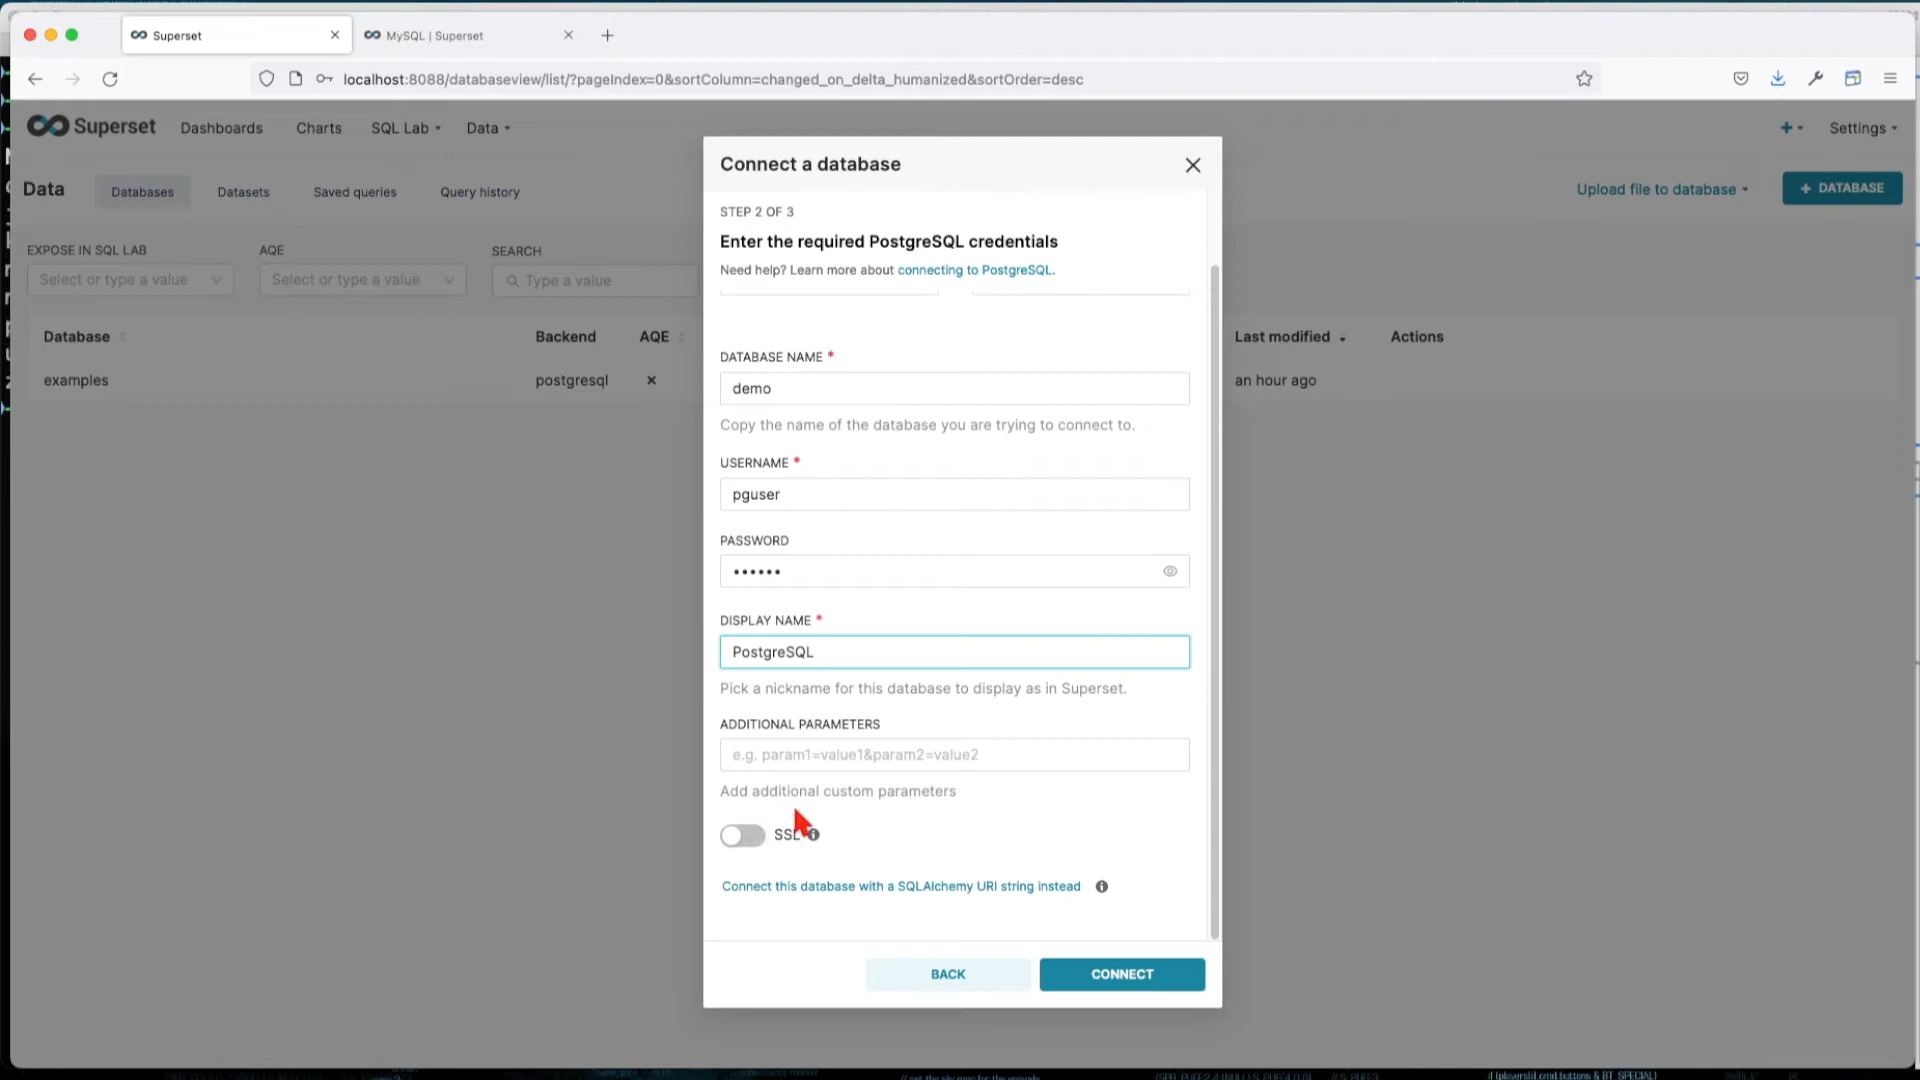 Superset
MySQL | Superset
localhost:8088/databaseview/list/?pageIndex=0&sortColumn=changed_on_delta_humanized&sortOrder=desc
Superset
Dashboards
Charts
SQL Lab
Data
Settings
Data
Databases
Datasets
Saved queries
Query history
Upload file to database
+ DATABASE
EXPOSE IN SQL LAB
AQE
SEARCH
Select or type a value
Select or type a value
Type a value
Database
Backend
AQE
Last modified
Actions
examples
postgresql
an hour ago
Connect a database
STEP 2 OF 3
Enter the required PostgreSQL credentials
Need help? Learn more about connecting to PostgreSQL.
DATABASE NAME *
demo
Copy the name of the database you are trying to connect to.
USERNAME *
pguser
PASSWORD
••••••
DISPLAY NAME *
PostgreSQL
Pick a nickname for this database to display as in Superset.
ADDITIONAL PARAMETERS
e.g. param1=value1&param2=value2
Add additional custom parameters
SSL
Connect this database with a SQLAlchemy URI string instead
BACK
CONNECT